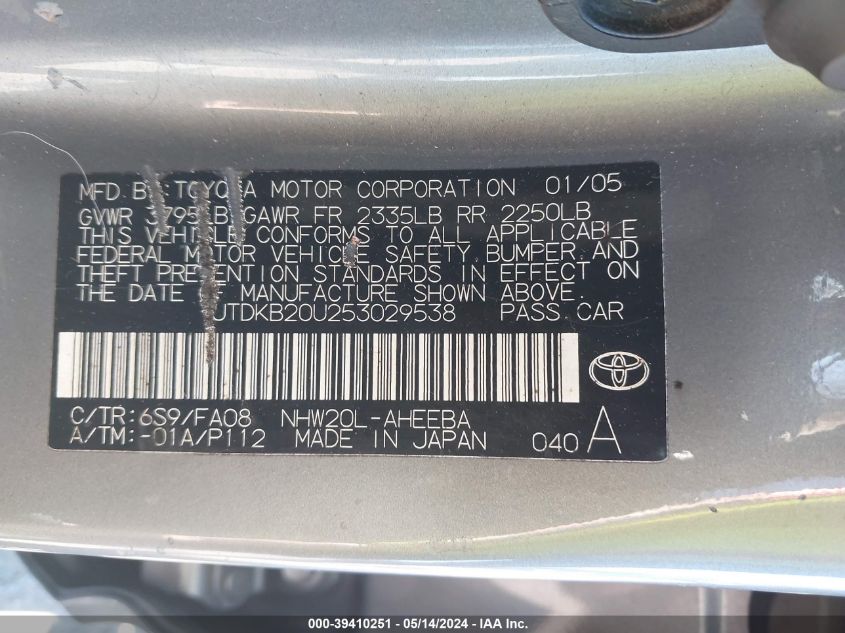 MFD BY TOYOTA MOTOR CORPORATION 01/05
GVWR 3795LB GAWR FR 2335LB RR 2250LB
THIS VEHICLE CONFORMS TO ALL APPLICABLE
FEDERAL MOTOR VEHICLE SAFETY, BUMPER, AND
THEFT PREVENTION STANDARDS IN EFFECT ON
THE DATE OF MANUFACTURE SHOWN ABOVE.
JTDKB20U253029538 PASS.CAR
C/TR:6S9/FA08 NHW20L-AHEEBA
A/TM:-01A/P112 MADE IN JAPAN 040 A
000-39410251 - 05/14/2024 - IAA Inc.